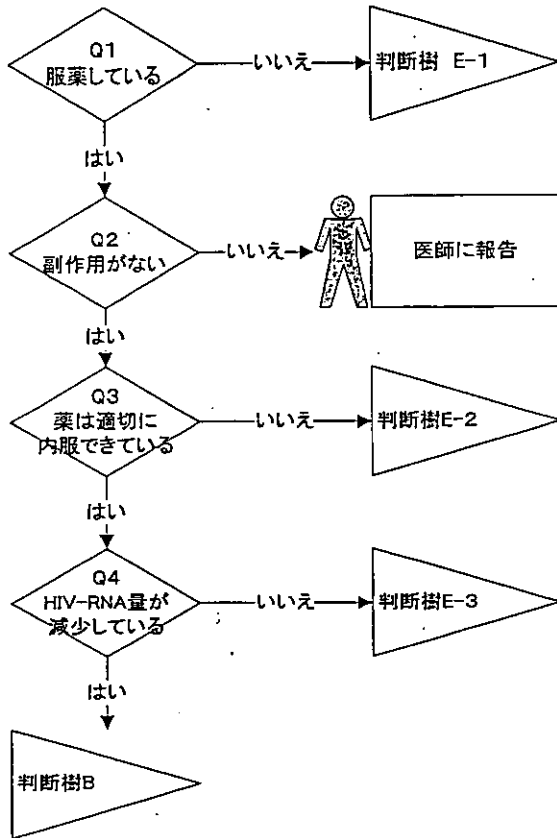 Q1
服薬している
いいえ
判断樹 E-1
はい
Q2
副作用がない
いいえ
医師に報告
はい
Q3
薬は適切に
内服できている
いいえ
判断樹E-2
はい
Q4
HIV-RNA量が
減少している
いいえ
判断樹E-3
はい
判断樹B